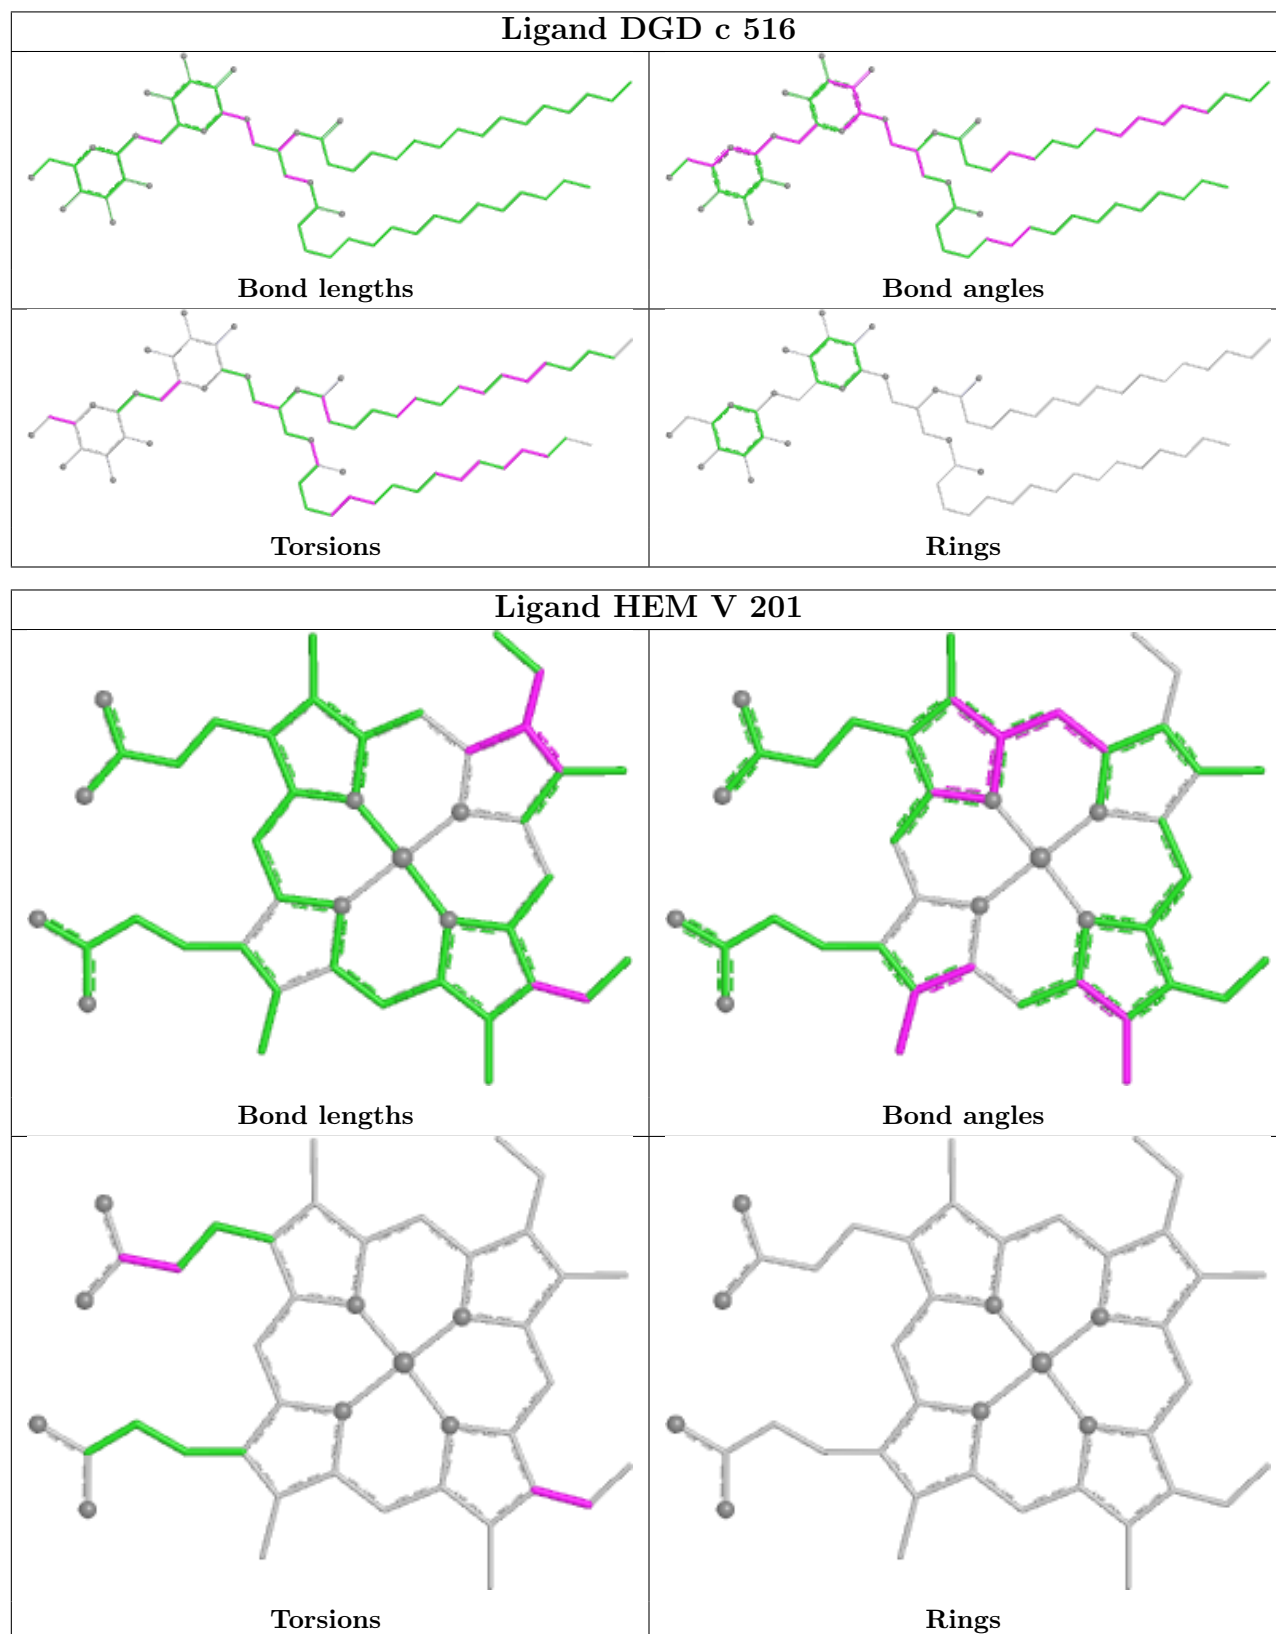 Ligand DGD c 516
Bond lengths
Bond angles
Torsions
Rings
Ligand HEM V 201
Bond lengths
Bond angles
Torsions
Rings